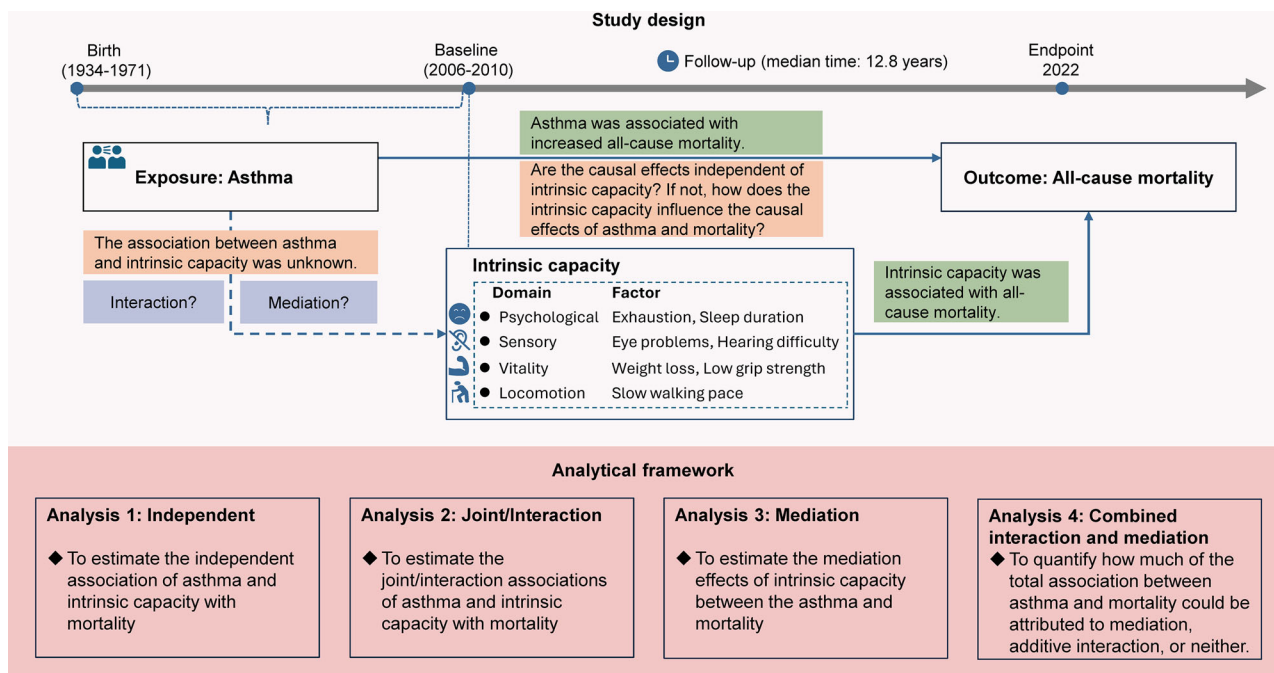 Study design
Birth
(1934-1971)
Baseline
(2006-2010)
Follow-up (median time: 12.8 years)
Endpoint
2022
Asthma was associated with
increased all-cause mortality.
Exposure: Asthma
Are the causal effects independent of
intrinsic capacity? If not, how does the
intrinsic capacity influence the causal
effects of asthma and mortality?
Outcome: All-cause mortality
The association between asthma
and intrinsic capacity was unknown.
Interaction?
Mediation?
Intrinsic capacity
Domain Factor
● Psychological Exhaustion, Sleep duration
● Sensory Eye problems, Hearing difficulty
● Vitality Weight loss, Low grip strength
● Locomotion Slow walking pace
Intrinsic capacity was
associated with all-
cause mortality.
Analytical framework
Analysis 1: Independent
◆ To estimate the independent
association of asthma and
intrinsic capacity with
mortality
Analysis 2: Joint/Interaction
◆ To estimate the
joint/interaction associations
of asthma and intrinsic
capacity with mortality
Analysis 3: Mediation
◆ To estimate the mediation
effects of intrinsic capacity
between the asthma and
mortality
Analysis 4: Combined
interaction and mediation
◆ To quantify how much of the
total association between
asthma and mortality could be
attributed to mediation,
additive interaction, or neither.